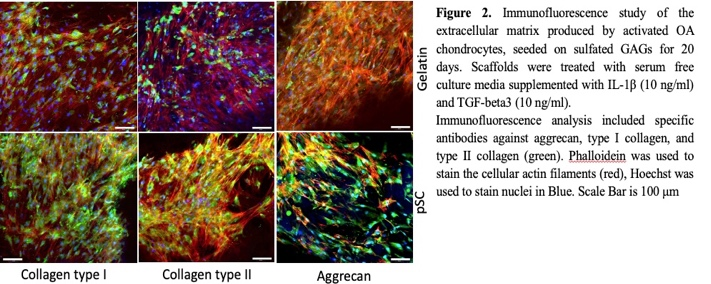 Gelatin
pSC
Collagen type I
Collagen type II
Aggrecan
Figure 2. Immunofluorescence study of the
extracellular matrix produced by activated OA
chondrocytes, seeded on sulfated GAGs for 20
days. Scaffolds were treated with serum free
culture media supplemented with IL-1β (10 ng/ml)
and TGF-beta3 (10 ng/ml).
Immunofluorescence analysis included specific
antibodies against aggrecan, type I collagen, and
type II collagen (green). Phalloidein was used to
stain the cellular actin filaments (red), Hoechst was
used to stain nuclei in Blue. Scale Bar is 100 μm